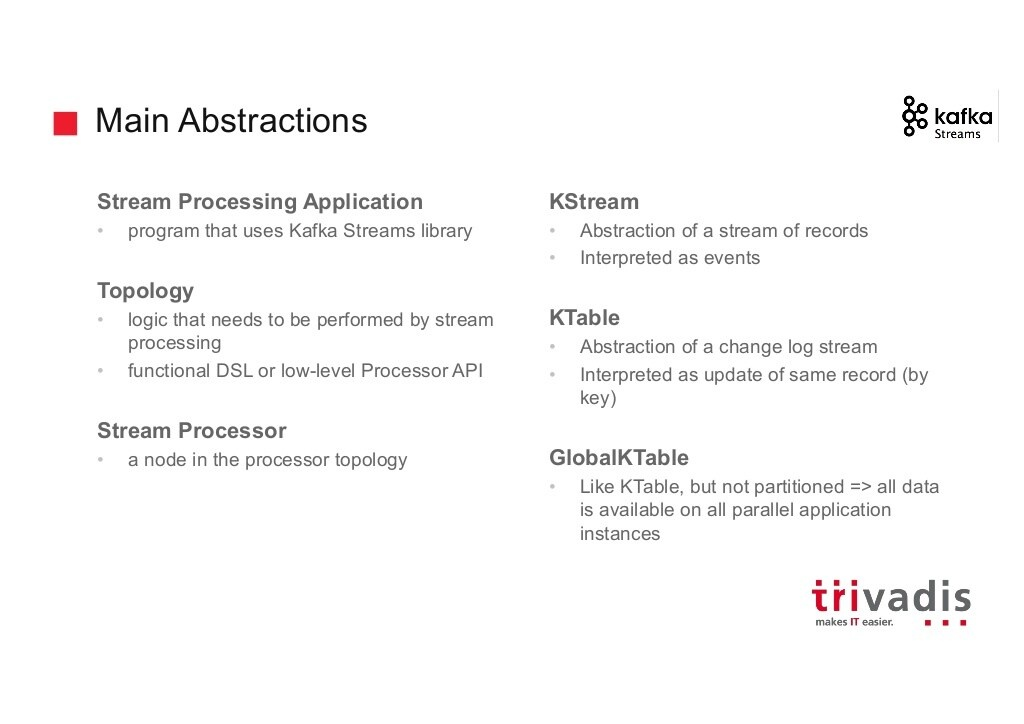 Main Abstractions
kafka
Streams
Stream Processing Application
• program that uses Kafka Streams library
Topology
• logic that needs to be performed by stream
processing
• functional DSL or low-level Processor API
Stream Processor
• a node in the processor topology
KStream
• Abstraction of a stream of records
• Interpreted as events
KTable
• Abstraction of a change log stream
• Interpreted as update of same record (by
key)
GlobalKTable
• Like KTable, but not partitioned => all data
is available on all parallel application
instances
trivadis
makes IT easier.